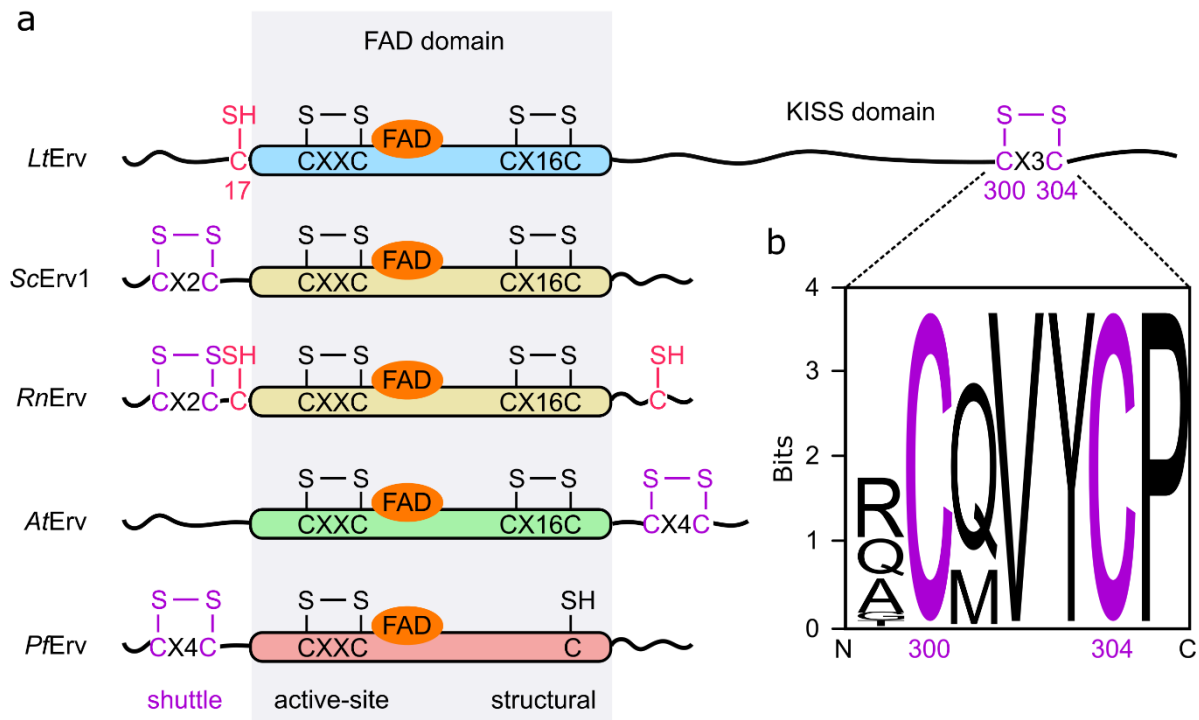 a
FAD domain
SH S S S S KISS domain S S
FAD
LtErv C CXXC CX16C CX3C
17 300 304
S S S S S S
FAD
ScErv1 CX2C CXXC CX16C
b
S SSH S S S S SH
FAD
RnErv CX2C C CXXC CX16C C
S S S S S S
FAD
AtErv CXXC CX16C CX4C
S S S S SH
FAD
PfErv CX4C CXXC C
shuttle active-site structural
4
3
2
1
0
Bits
R
Q
A
C
Q
M
V
Y
C
P
N 300 304 C